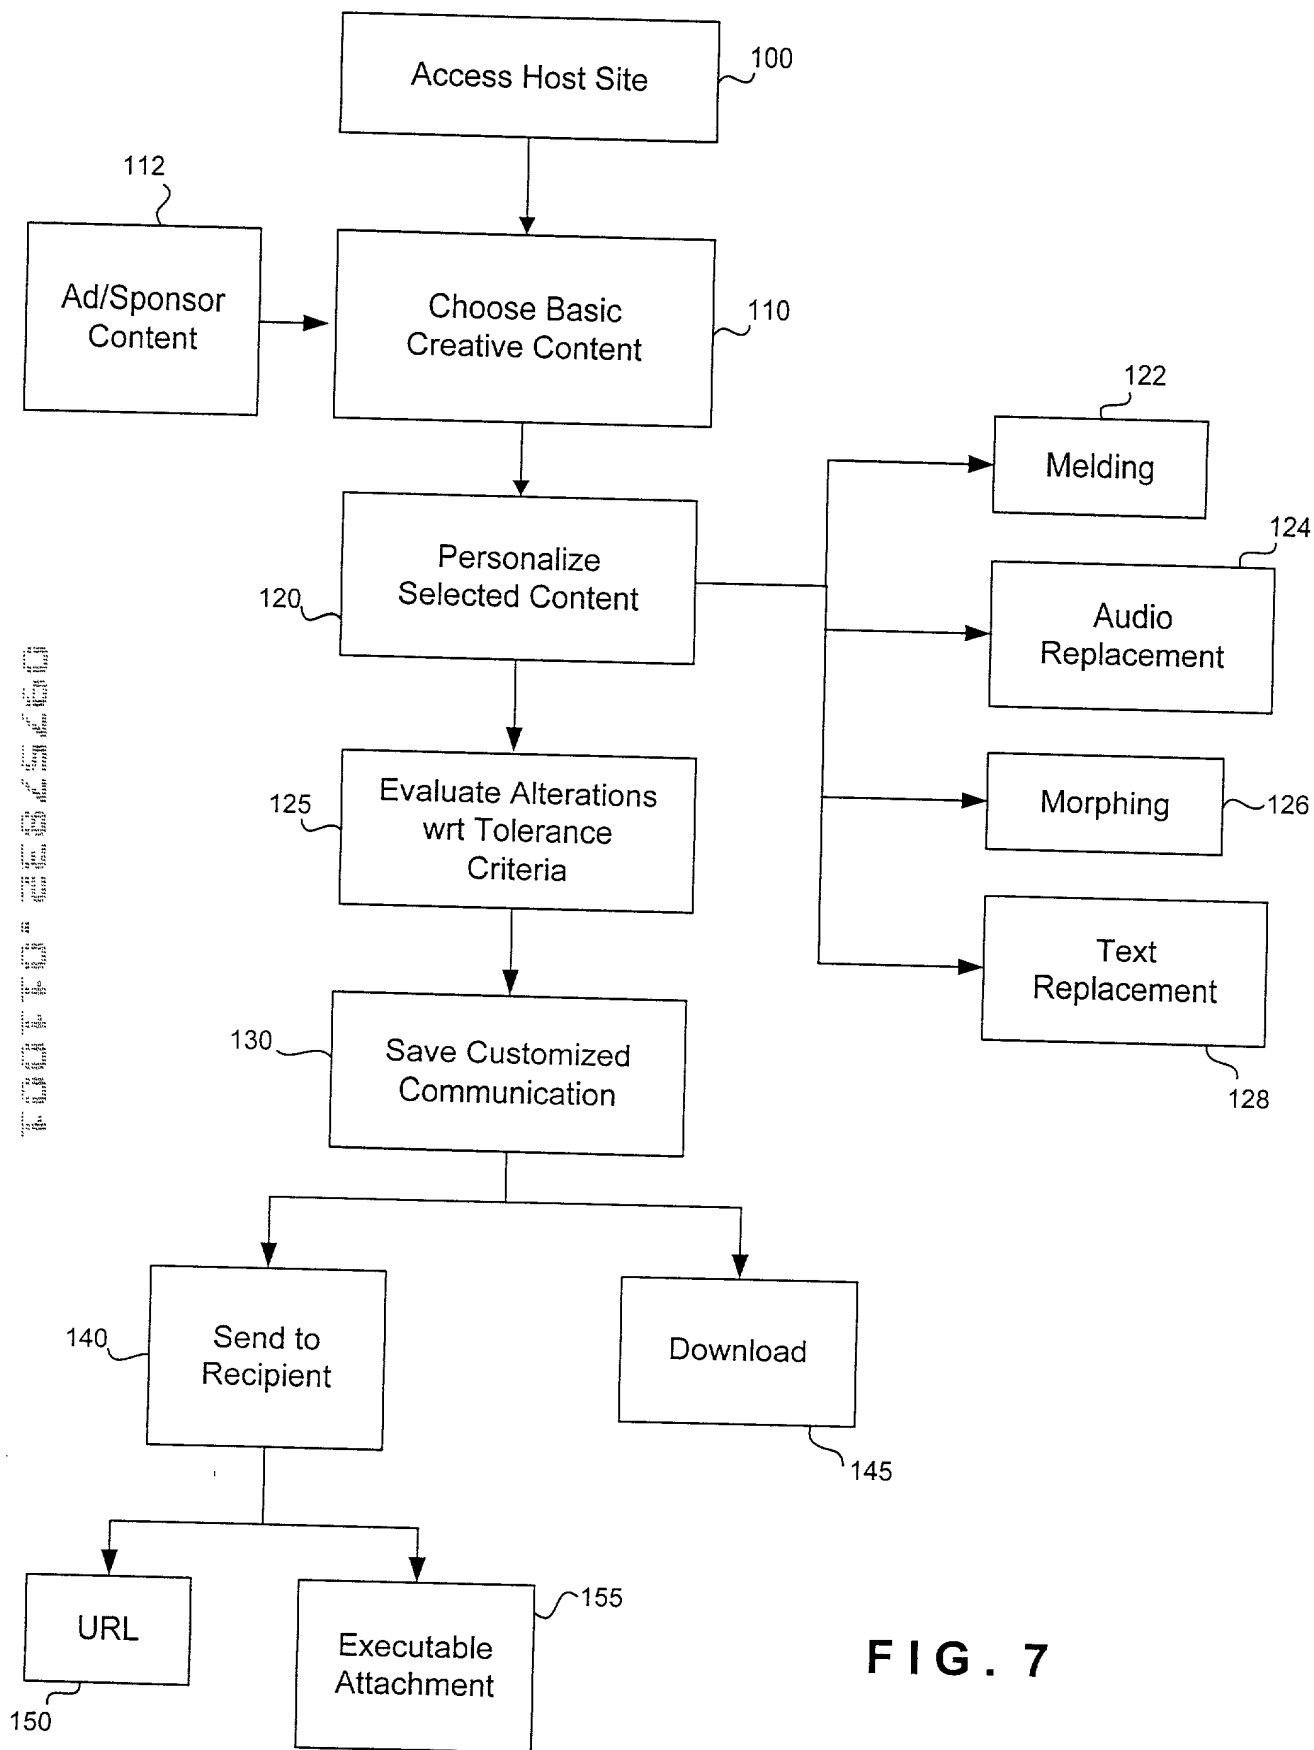 Access Host Site
100
112
Ad/Sponsor
Content
Choose Basic
Creative Content
110
122
Melding
Personalize
Selected Content
120
124
Audio
Replacement
Evaluate Alterations
wrt Tolerance
Criteria
125
Morphing
126
Text
Replacement
128
130
Save Customized
Communication
140
Send to
Recipient
Download
145
URL
150
155
Executable
Attachment
FIG. 7